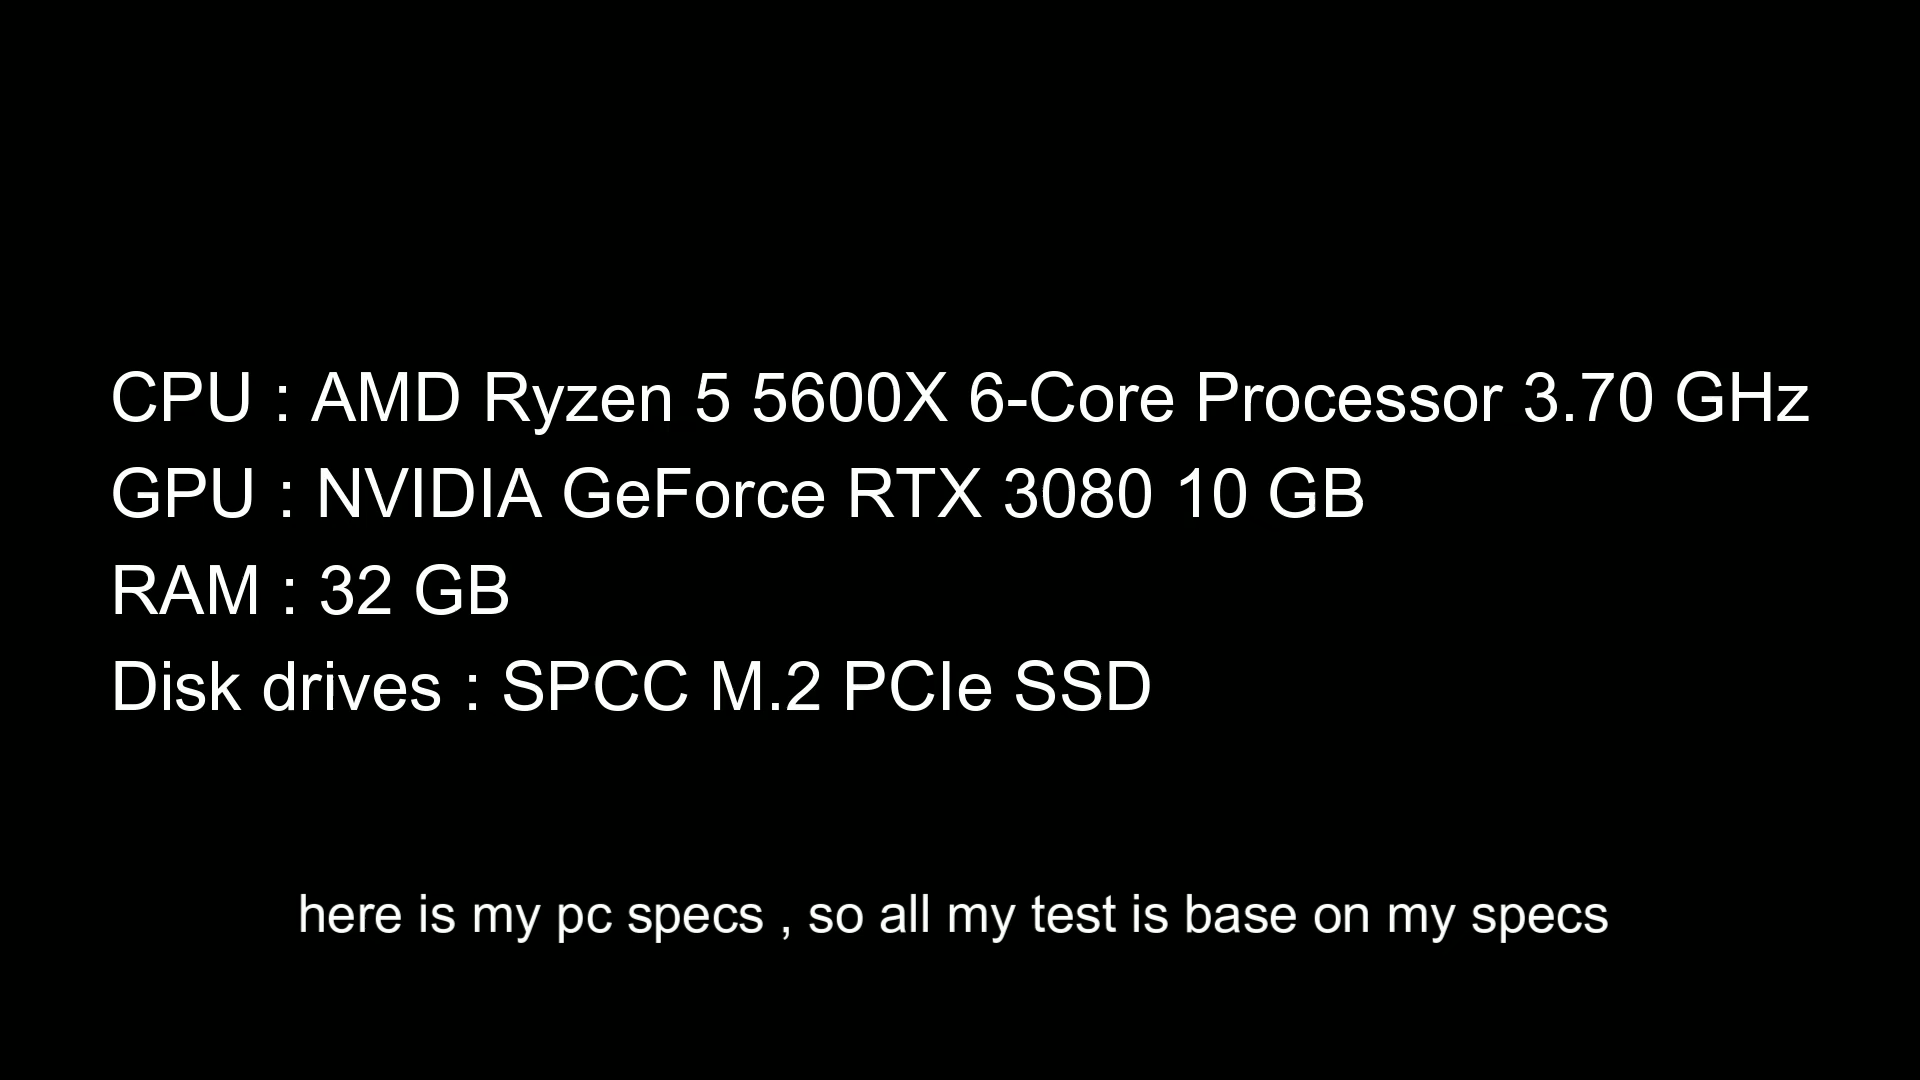 CPU : AMD Ryzen 5 5600X 6-Core Processor 3.70 GHz
GPU : NVIDIA GeForce RTX 3080 10 GB
RAM : 32 GB
Disk drives : SPCC M.2 PCIe SSD
here is my pc specs , so all my test is base on my specs